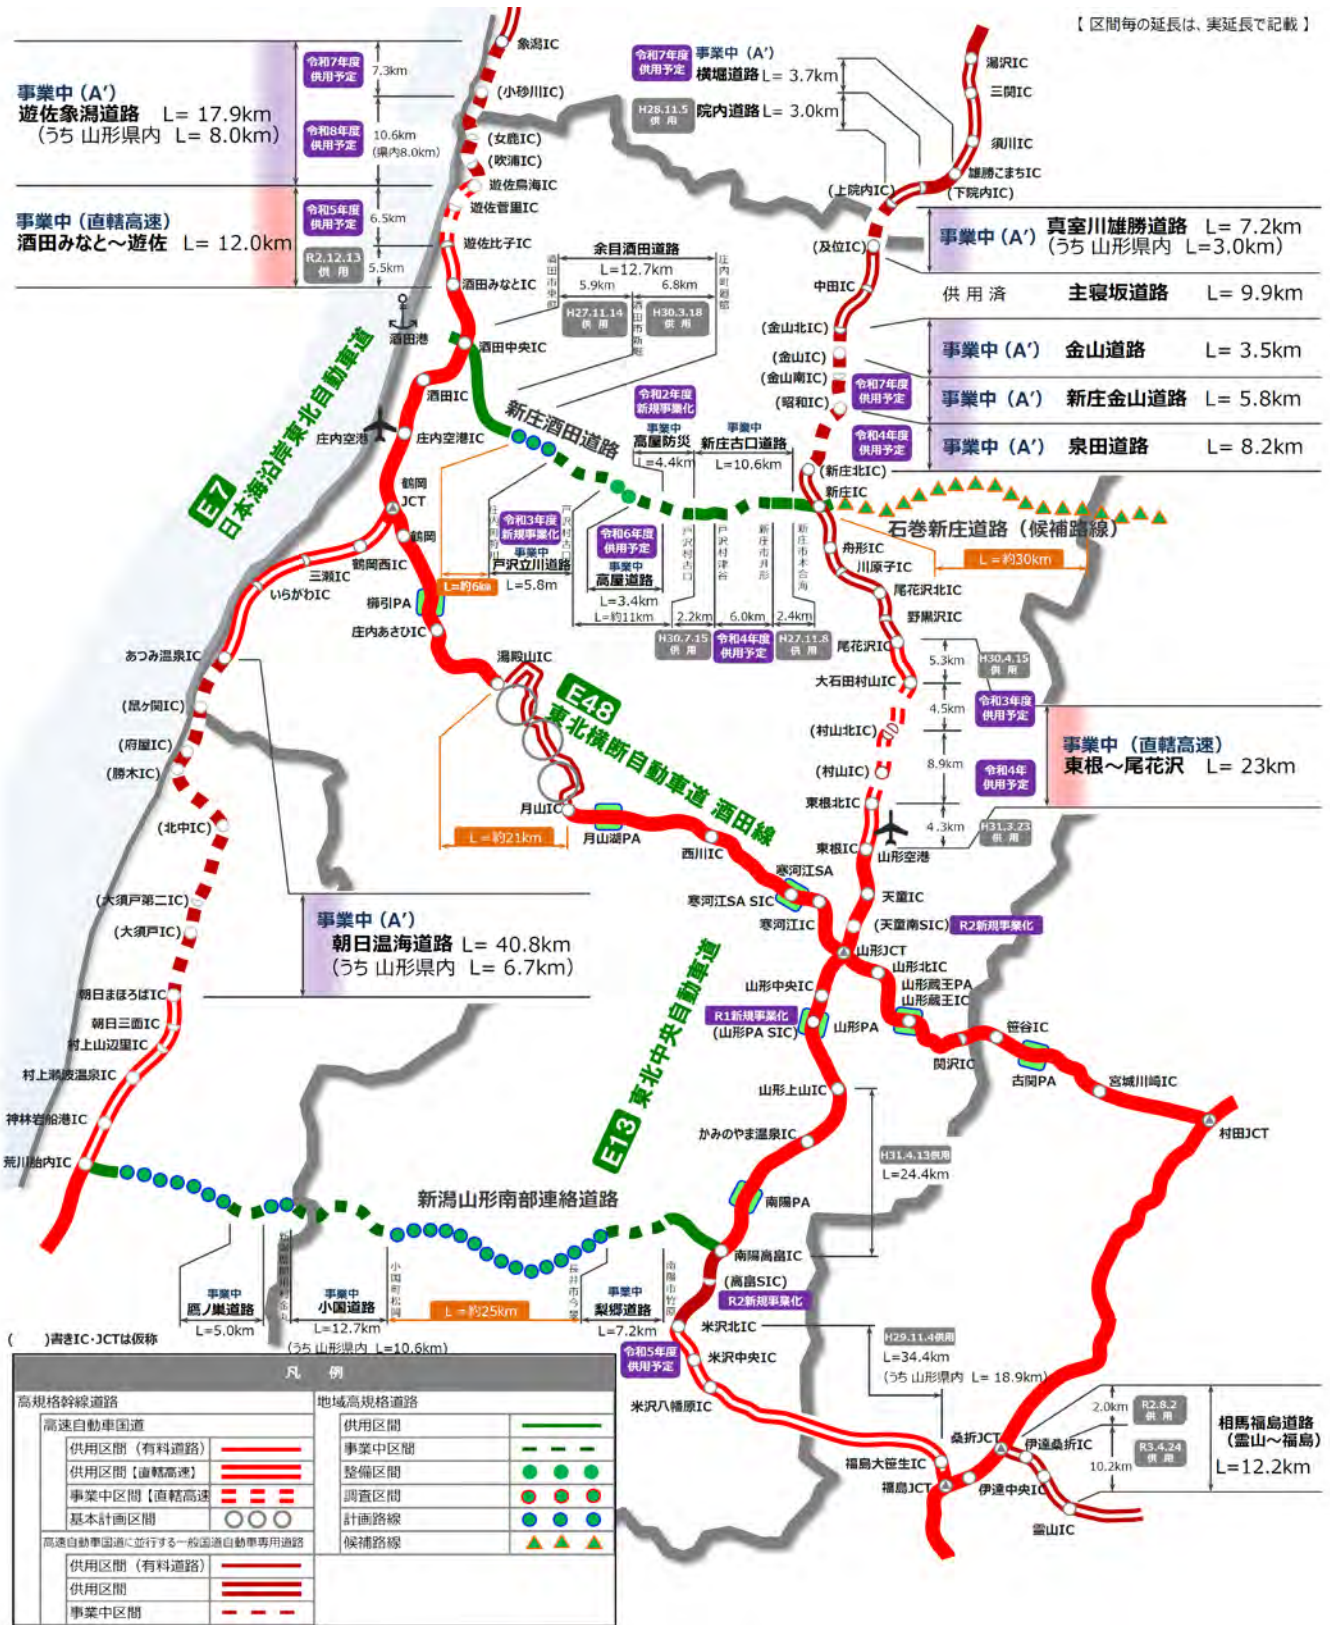 【 区間毎の延長は、実延長で記載 】
事業中（A’）
遊佐象潟道路 L= 17.9km
（うち 山形県内 L= 8.0km）
令和7年度
供用予定
7.3km
令和8年度
供用予定
10.6km
（県内8.0km）
事業中（直轄高速）
酒田みなと～遊佐 L= 12.0km
令和5年度
供用予定
6.5km
R2.12.13
供 用
5.5km
象潟IC
(小砂川IC)
(女鹿IC)
(吹浦IC)
遊佐鳥海IC
遊佐菅里IC
遊佐比子IC
酒田みなとIC
酒田港
酒田中央IC
酒田IC
庄内空港
庄内空港IC
鶴岡
JCT
鶴岡
鶴岡西IC
三瀬IC
いらがわIC
櫛引PA
庄内あさひIC
あつみ温泉IC
(鼠ヶ関IC)
(府屋IC)
(勝木IC)
(北中IC)
(大須戸第二IC)
(大須戸IC)
朝日まほろばIC
朝日三面IC
村上山辺里IC
村上瀬波温泉IC
神林岩船港IC
荒川胎内IC
E7
日本海沿岸東北自動車道
令和7年度
供用予定
事業中（A’）
横堀道路 L= 3.7km
H28.11.5
供 用
院内道路 L= 3.0km
湯沢IC
三関IC
須川IC
雄勝こまちIC
(下院内IC)
(上院内IC)
(及位IC)
中田IC
(金山北IC)
(金山IC)
(金山南IC)
(昭和IC)
(新庄北IC)
新庄IC
事業中（A’）
真室川雄勝道路 L= 7.2km
（うち 山形県内 L=3.0km）
供 用 済 主寝坂道路 L= 9.9km
事業中（A’） 金山道路 L= 3.5km
令和7年度
供用予定
事業中（A’） 新庄金山道路 L= 5.8km
令和4年度
供用予定
事業中（A’） 泉田道路 L= 8.2km
余目酒田道路
L=12.7km
5.9km
6.8km
H27.11.14
供 用
H30.3.18
供 用
酒田市東町
酒田市新堀
庄内町廻館
新庄酒田道路
令和2年度
新規事業化
事業中
高屋防災
L=4.4km
事業中
新庄古口道路
L=10.6km
L=約6km
庄内町狩川
令和3年度
新規事業化
事業中
戸沢立川道路
L=5.8m
戸沢村古口
令和6年度
供用予定
事業中
高屋道路
L=3.4km
L=約11km
戸沢村古口
戸沢村津谷
新庄市升形
新庄市本合海
2.2km
6.0km
2.4km
H30.7.15
供 用
令和4年度
供用予定
H27.11.8
供 用
石巻新庄道路（候補路線）
L=約30km
舟形IC
川原子IC
尾花沢北IC
野黒沢IC
尾花沢IC
大石田村山IC
(村山北IC)
(村山IC)
東根北IC
東根IC
山形空港
天童IC
(天童南SIC)
R2新規事業化
5.3km
H30.4.15
供 用
4.5km
令和3年度
供用予定
8.9km
令和4年
供用予定
4.3km
H31.3.23
供 用
事業中（直轄高速）
東根～尾花沢 L= 23km
湯殿山IC
月山IC
L=約21km
月山湖PA
西川IC
寒河江SA
寒河江SA SIC
寒河江IC
E48
東北横断自動車道 酒田線
事業中（A’）
朝日温海道路 L= 40.8km
（うち 山形県内 L= 6.7km）
山形JCT
山形北IC
山形蔵王PA
山形蔵王IC
関沢IC
笹谷IC
古関PA
宮城川崎IC
村田JCT
山形中央IC
R1新規事業化
(山形PA SIC)
山形PA
山形上山IC
かみのやま温泉IC
南陽PA
南陽高畠IC
(高畠SIC)
R2新規事業化
E13
東北中央自動車道
H31.4.13供用
L=24.4km
米沢北IC
令和5年度
供用予定
米沢中央IC
米沢八幡原IC
H29.11.4供用
L=34.4km
（うち 山形県内 L= 18.9km）
福島大笹生IC
福島JCT
桑折JCT
伊達桑折IC
伊達中央IC
霊山IC
2.0km
R2.8.2
供 用
10.2km
R3.4.24
供 用
相馬福島道路
（霊山～福島）
L=12.2km
新潟山形南部連絡道路
事業中
鷹ノ巣道路
L=5.0km
事業中
小国道路
L=12.7km
（うち 山形県内 L=10.6km）
小国町松岡
L=約25km
長井市今泉
事業中
梨郷道路
L=7.2km
南陽市竹原
（ ）書きIC・JCTは仮称
凡 例
高規格幹線道路
高速自動車国道
供用区間（有料道路）
供用区間【直轄高速】
事業中区間【直轄高速
基本計画区間
高速自動車国道に並行する一般国道自動車専用道路
供用区間（有料道路）
供用区間
事業中区間
地域高規格道路
供用区間
事業中区間
整備区間
調査区間
計画路線
候補路線